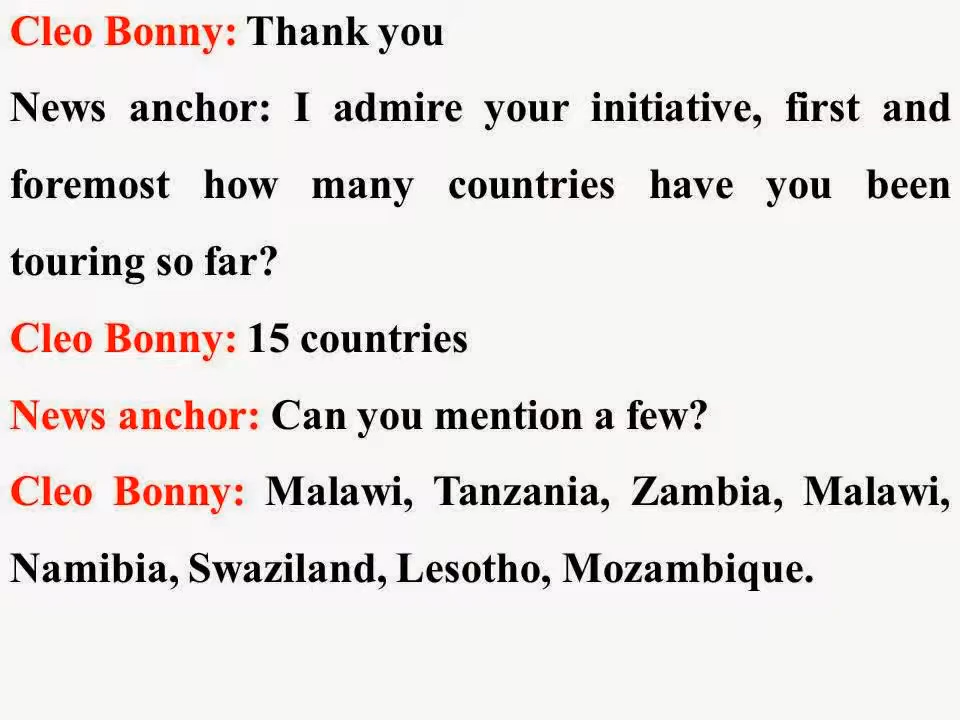 Cleo Bonny: Thank you
News anchor: I admire your initiative, first and
foremost how many countries have you been
touring so far?
Cleo Bonny: 15 countries
News anchor: Can you mention a few?
Cleo Bonny: Malawi, Tanzania, Zambia, Malawi,
Namibia, Swaziland, Lesotho, Mozambique.